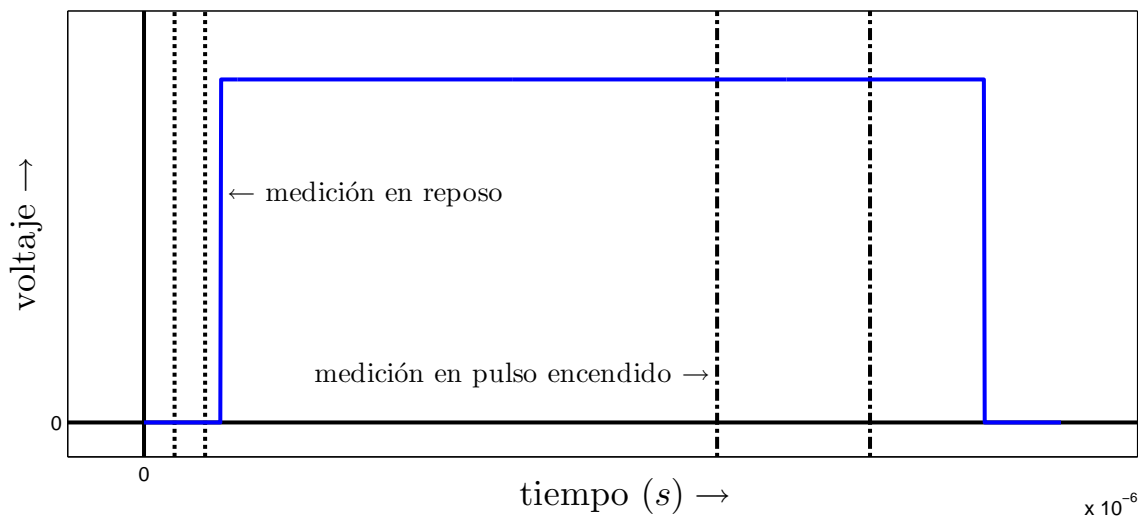 voltaje →
← medición en reposo
medición en pulso encendido →
0
0
tiempo (s) →
x 10⁻⁶